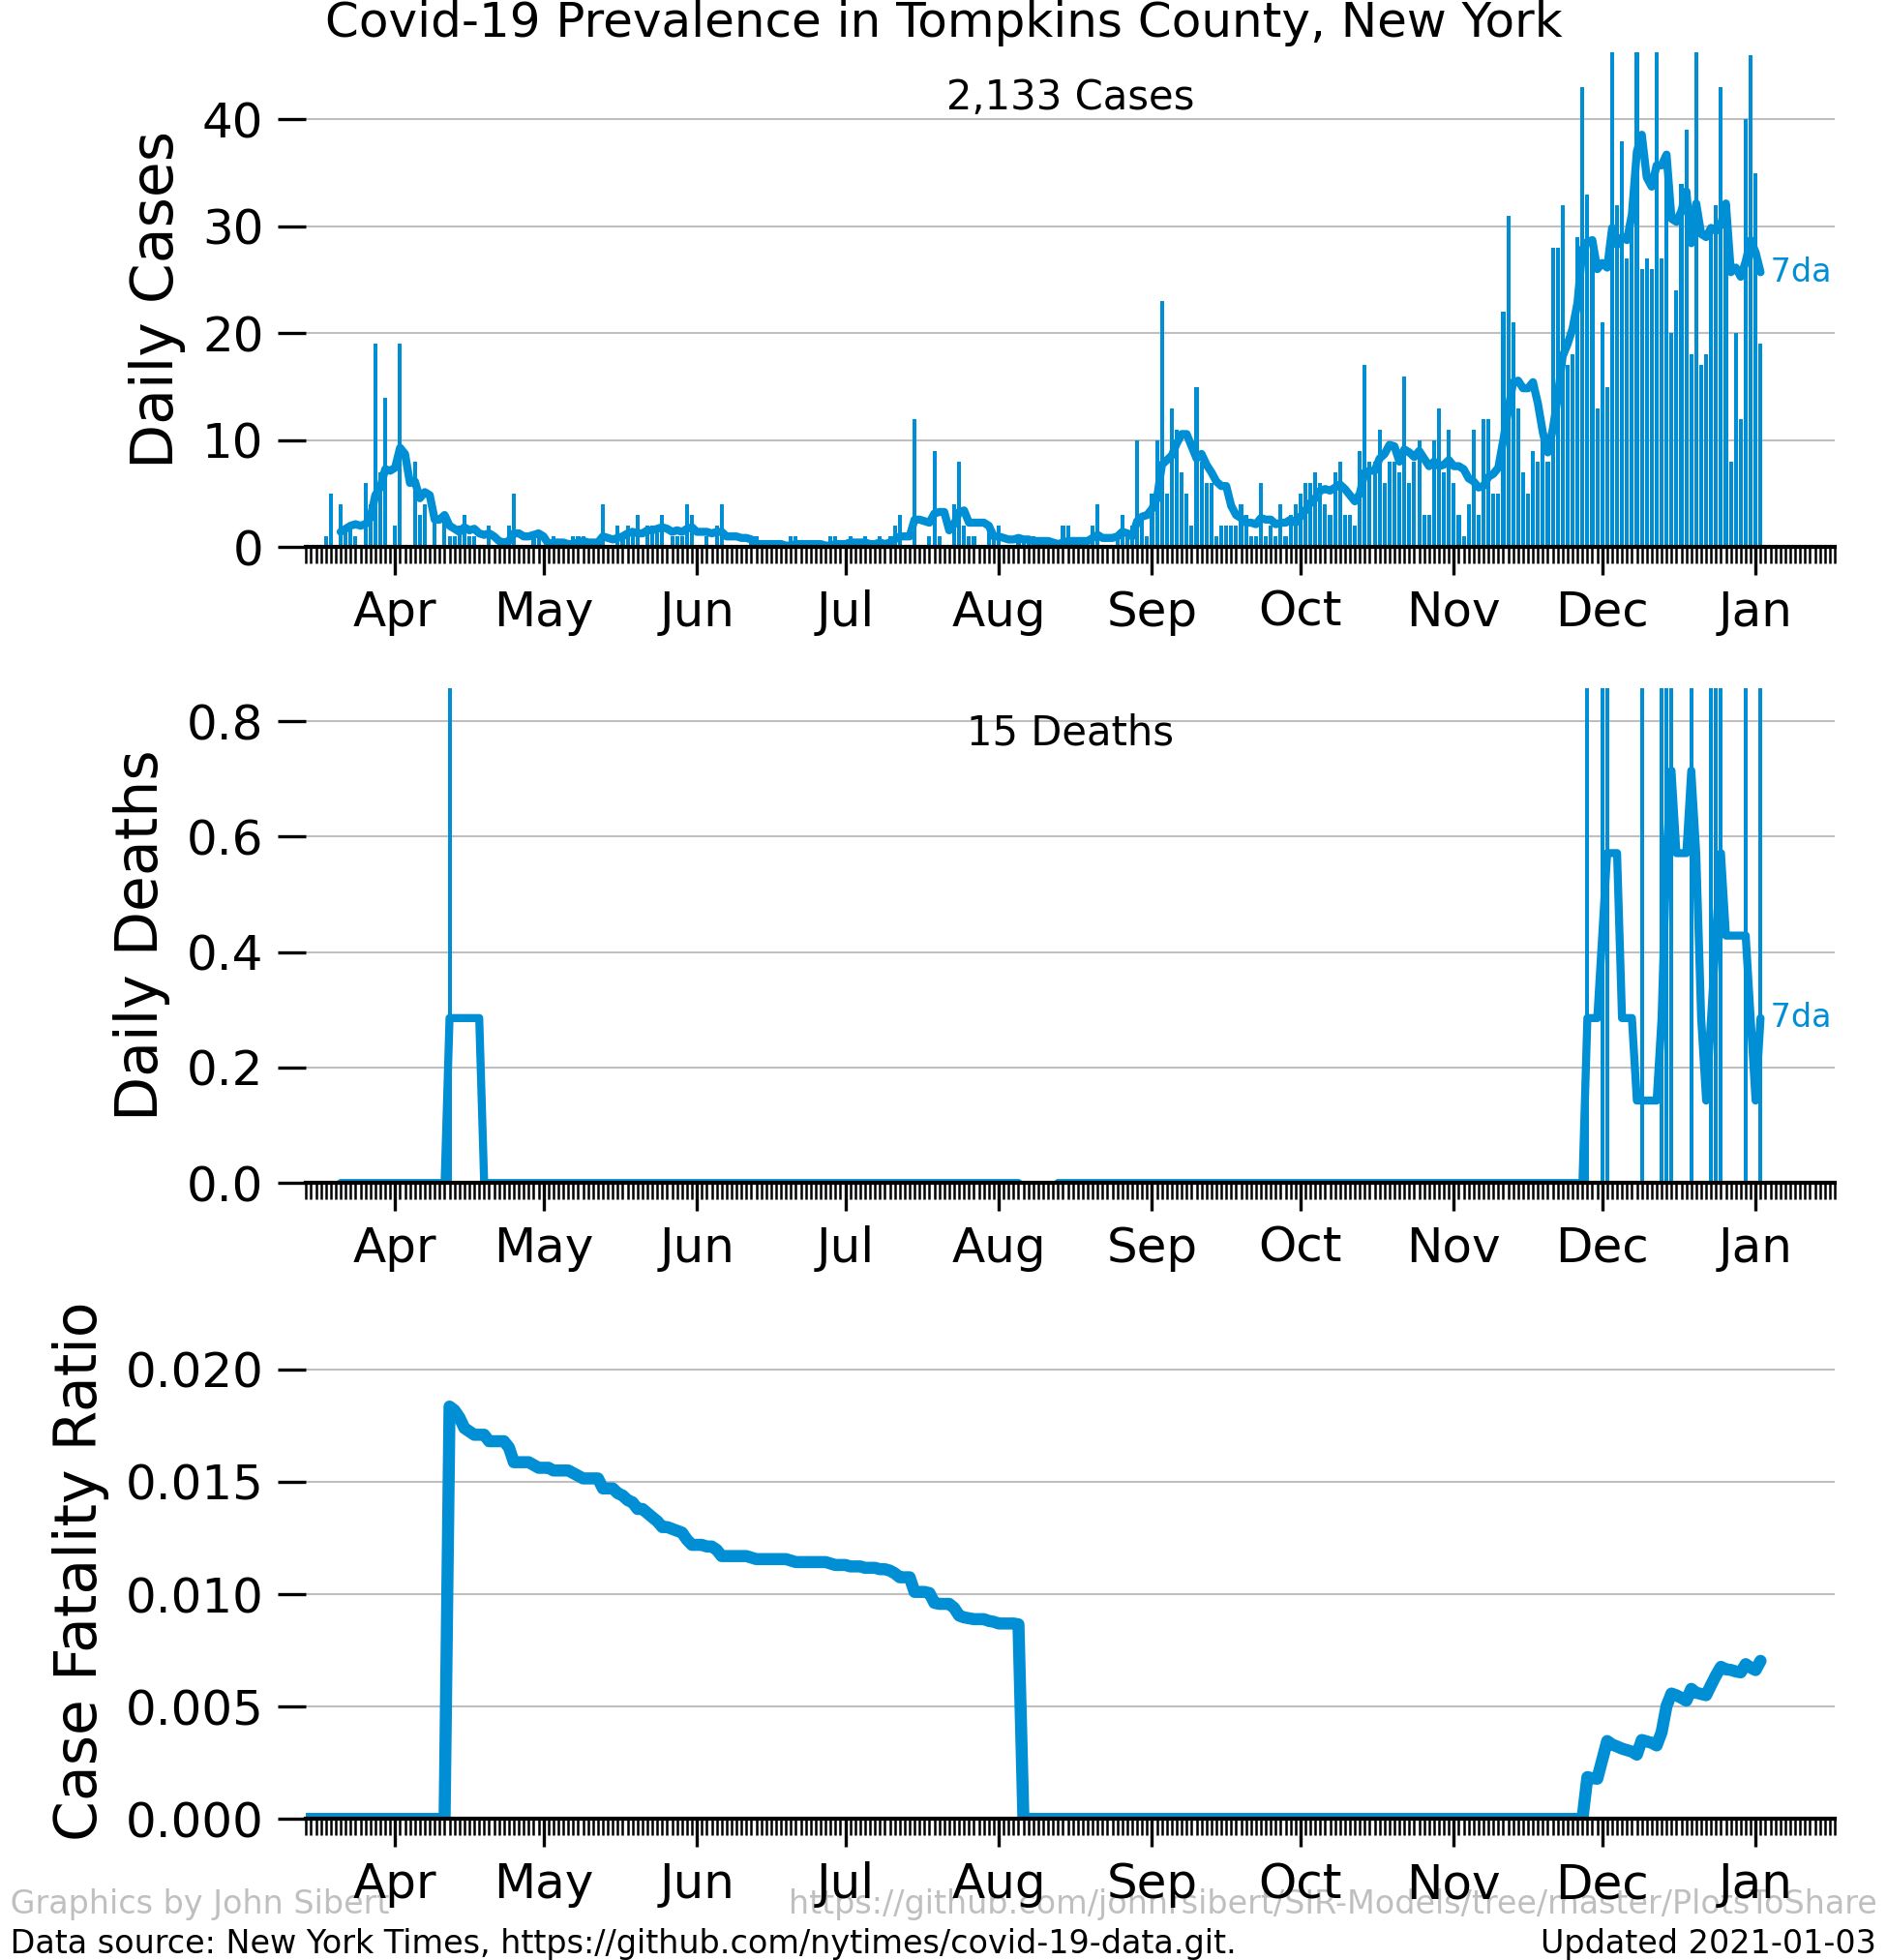 Covid-19 Prevalence in Tompkins County, New York
2,133 Cases
Daily Cases
40
30
20
10
0
7da
Apr May Jun Jul Aug Sep Oct Nov Dec Jan
15 Deaths
Daily Deaths
0.8
0.6
0.4
0.2
0.0
7da
Apr May Jun Jul Aug Sep Oct Nov Dec Jan
Case Fatality Ratio
0.020
0.015
0.010
0.005
0.000
Apr May Jun Jul Aug Sep Oct Nov Dec Jan
Graphics by John Sibert https://github.com/johnrsibert/SIR-Models/tree/master/PlotsToShare
Data source: New York Times, https://github.com/nytimes/covid-19-data.git. Updated 2021-01-03